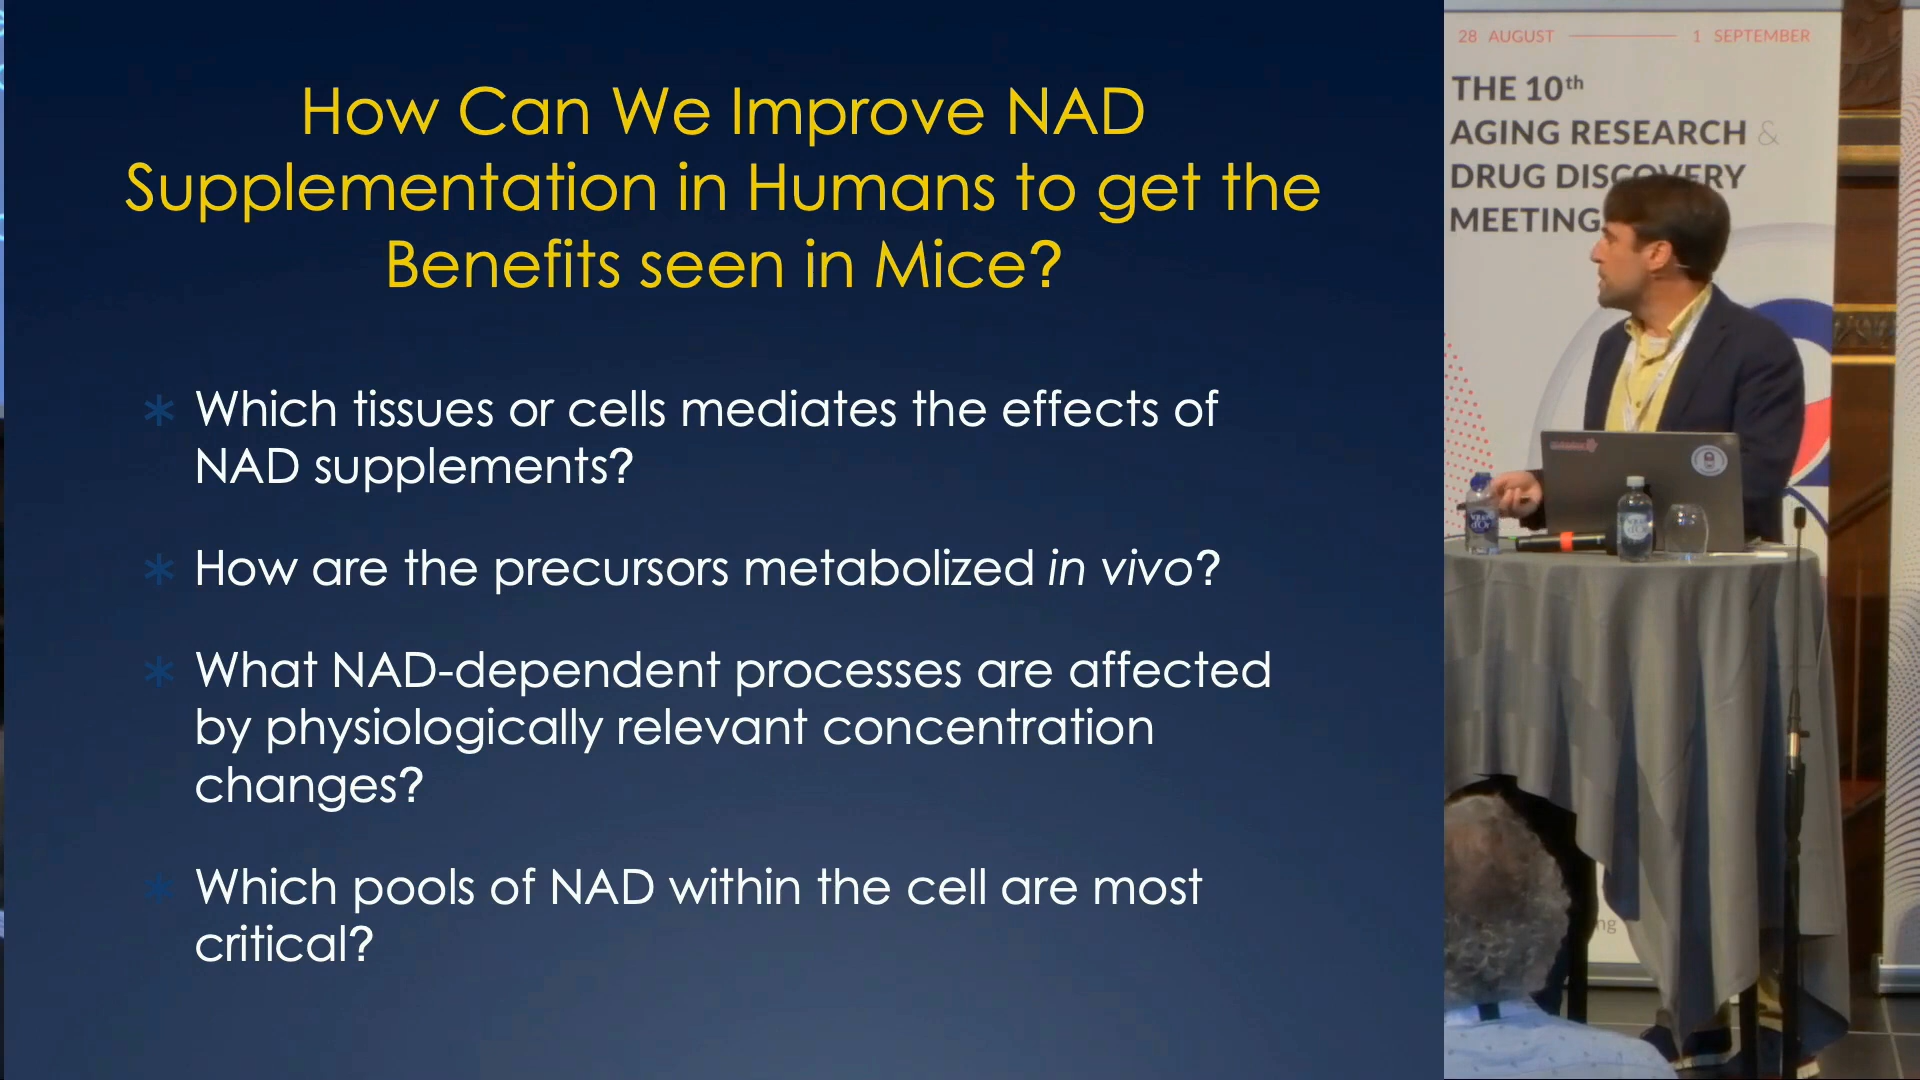 How Can We Improve NAD
Supplementation in Humans to get the
Benefits seen in Mice?
* Which tissues or cells mediates the effects of
NAD supplements?
* How are the precursors metabolized in vivo?
* What NAD-dependent processes are affected
by physiologically relevant concentration
changes?
* Which pools of NAD within the cell are most
critical?
28 AUGUST 1 SEPTEMBER
THE 10th
AGING RESEARCH &
DRUG DISCOVERY
MEETING
ng